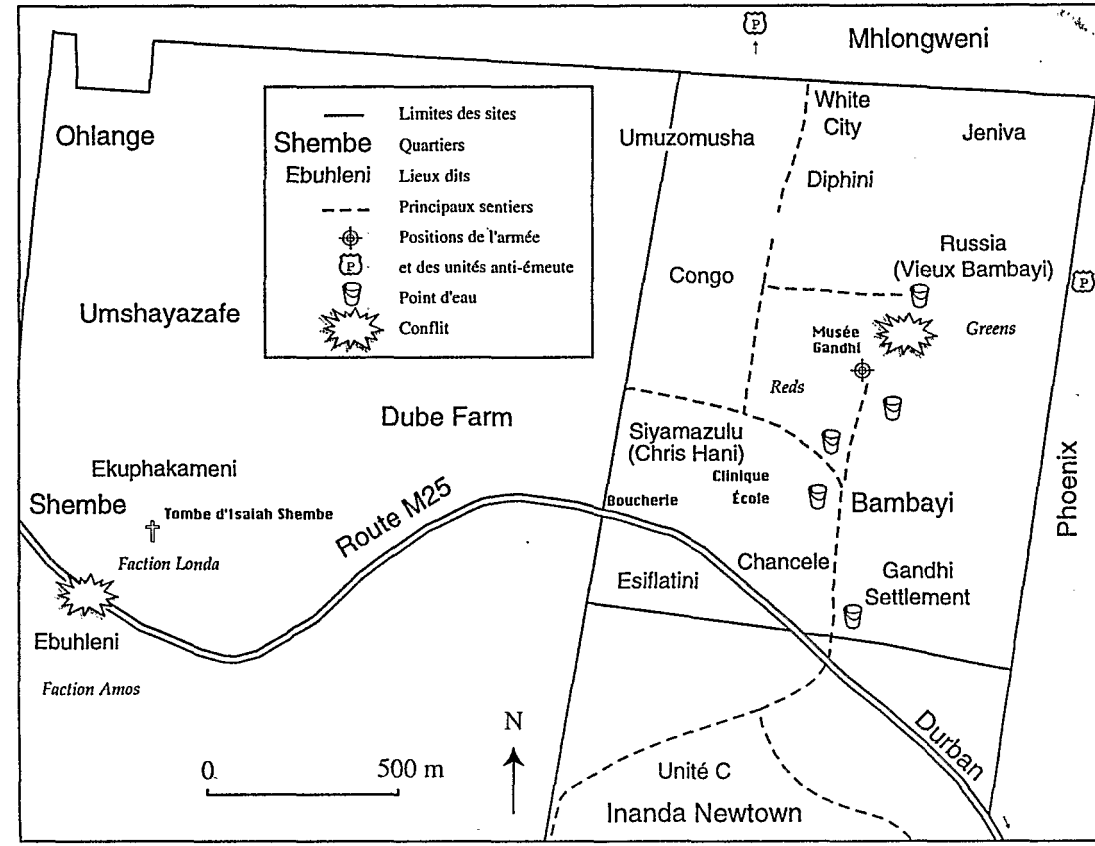 P
Mhlongweni
Ohlange
Limites des sites
Shembe
Quartiers
Ebuhleni
Lieux dits
Principaux sentiers
Positions de l'armée
P
et des unités anti-émeute
Point d'eau
Conflit
Umuzomusha
White
City
Jeniva
Diphini
Russia
(Vieux Bambayi)
Congo
P
Umshayazafe
Musée
Gandhi
Greens
Reds
Dube Farm
Siyamazulu
(Chris Hani)
Clinique
École
Boucherie
Bambayi
Phoenix
Ekuphakameni
Shembe
Tombe d'Isaiah Shembe
Route M25
Faction Londa
Chancele
Esiflatini
Gandhi
Settlement
Ebuhleni
Faction Amos
N
0
500 m
Durban
Unité C
Inanda Newtown